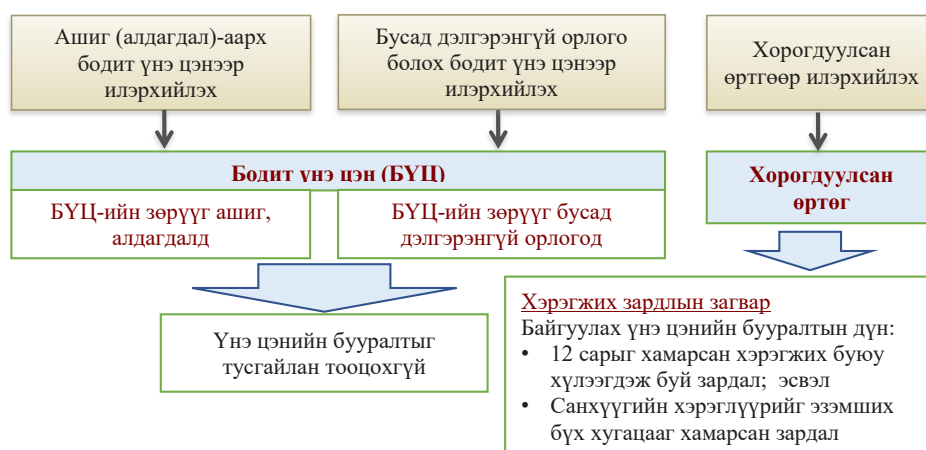 Ашиг (алдагдал)-аарх
бодит үнэ цэнээр
илэрхийлэх
Бусад дэлгэрэнгүй орлого
болох бодит үнэ цэнээр
илэрхийлэх
Хорогдуулсан
өртгөөр илэрхийлэх
Бодит үнэ цэн (БҮЦ)
БҮЦ-ийн зөрүүг ашиг,
алдагдалд
БҮЦ-ийн зөрүүг бусад
дэлгэрэнгүй орлогод
Хорогдуулсан
өртөг
Үнэ цэнийн бууралтыг
тусгайлан тооцохгүй
Хэрэгжих зардлын загвар
Байгуулах үнэ цэнийн бууралтын дүн:
• 12 сарыг хамарсан хэрэгжих буюу
хүлээгдэж буй зардал; эсвэл
• Санхүүгийн хэрэглүүрийг эзэмших
бүх хугацааг хамарсан зардал